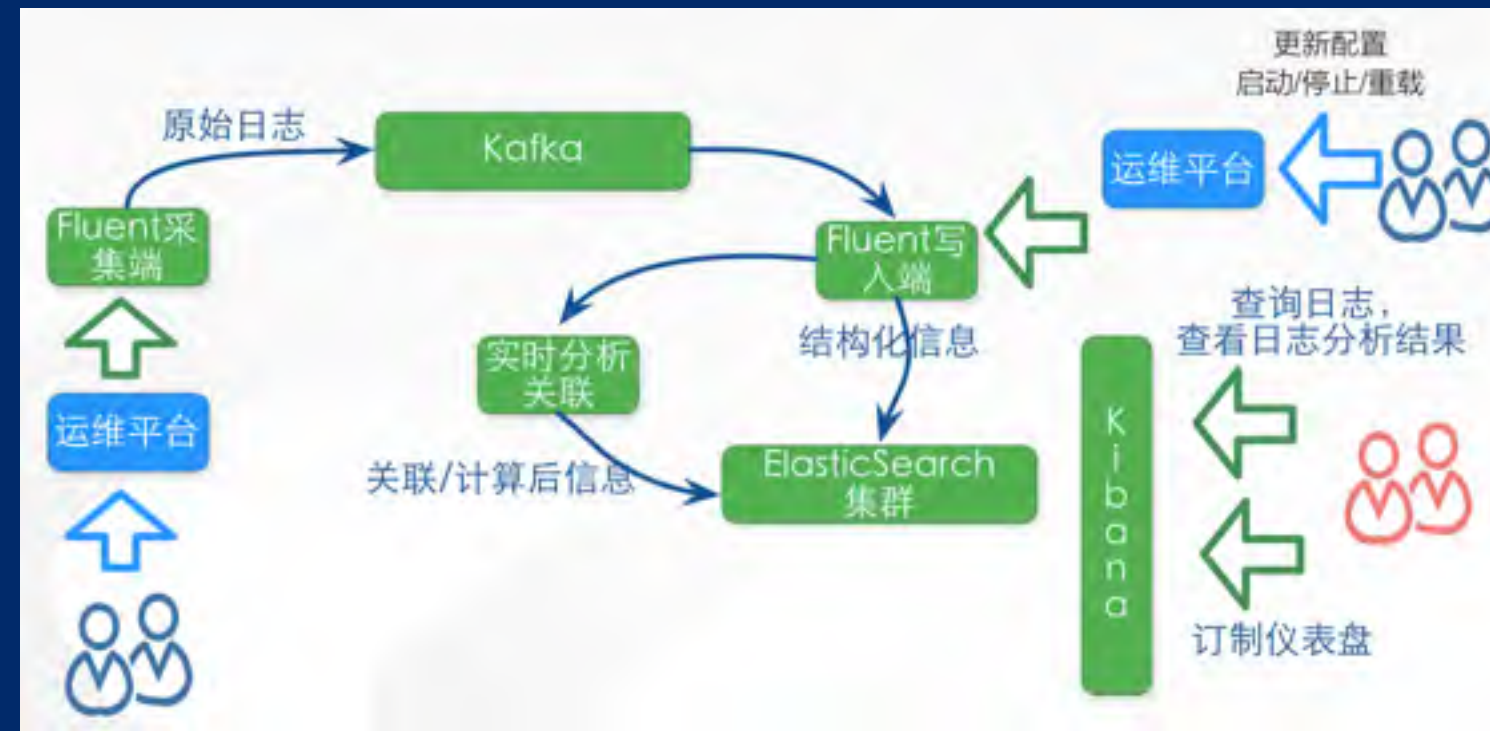 更新配置
启动/停止/重载
原始日志
Kafka
运维平台
Fluent采
集端
Fluent写
入端
查询日志，
查看日志分析结果
结构化信息
实时分析
关联
运维平台
Kibana
ElasticSearch
集群
关联/计算后信息
订制仪表盘